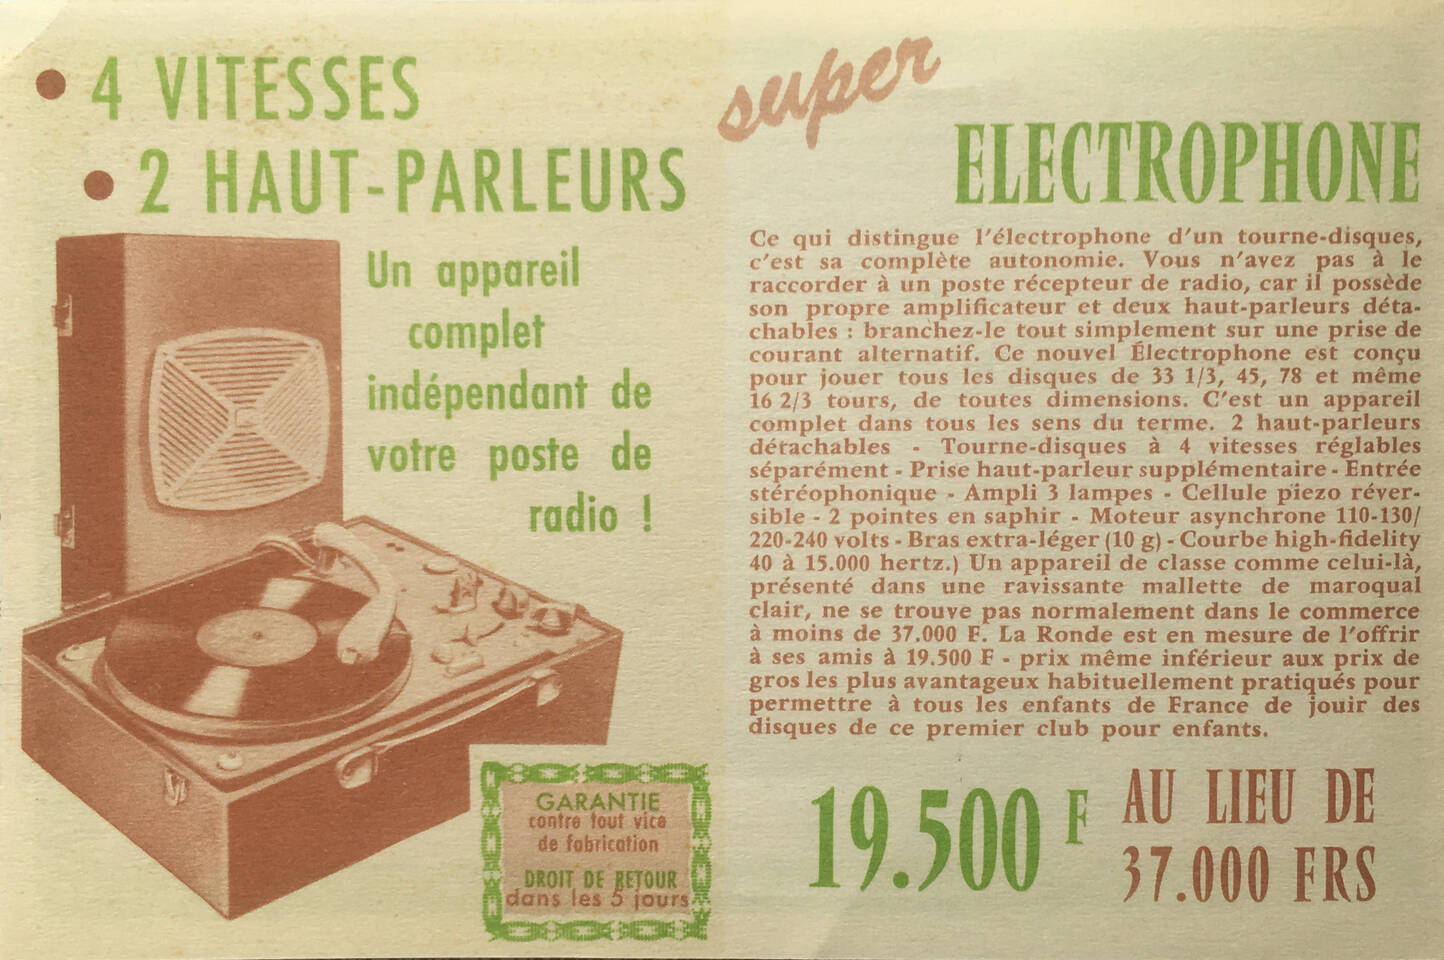 • 4 VITESSES
• 2 HAUT-PARLEURS
Un appareil
complet
indépendant de
votre poste de
radio !
GARANTIE
contre tout vice
de fabrication
DROIT DE RETOUR
dans les 5 jours
super
ELECTROPHONE
Ce qui distingue l'électrophone d'un tourne-disques,
c'est sa complète autonomie. Vous n'avez pas à le
raccorder à un poste récepteur de radio, car il possède
son propre amplificateur et deux haut-parleurs déta-
chables : branchez-le tout simplement sur une prise de
courant alternatif. Ce nouvel Électrophone est conçu
pour jouer tous les disques de 33 1/3, 45, 78 et même
16 2/3 tours, de toutes dimensions. C'est un appareil
complet dans tous les sens du terme. 2 haut-parleurs
détachables - Tourne-disques à 4 vitesses réglables
séparément - Prise haut-parleur supplémentaire - Entrée
stéréophonique - Ampli 3 lampes - Cellule piezo réver-
sible - 2 pointes en saphir - Moteur asynchrone 110-130/
220-240 volts - Bras extra-léger (10 g) - Courbe high-fidelity
40 à 15.000 hertz.) Un appareil de classe comme celui-là,
présenté dans une ravissante mallette de maroqual
clair, ne se trouve pas normalement dans le commerce
à moins de 37.000 F. La Ronde est en mesure de l'offrir
à ses amis à 19.500 F - prix même inférieur aux prix de
gros les plus avantageux habituellement pratiqués pour
permettre à tous les enfants de France de jouir des
disques de ce premier club pour enfants.
19.500 F
AU LIEU DE
37.000 FRS